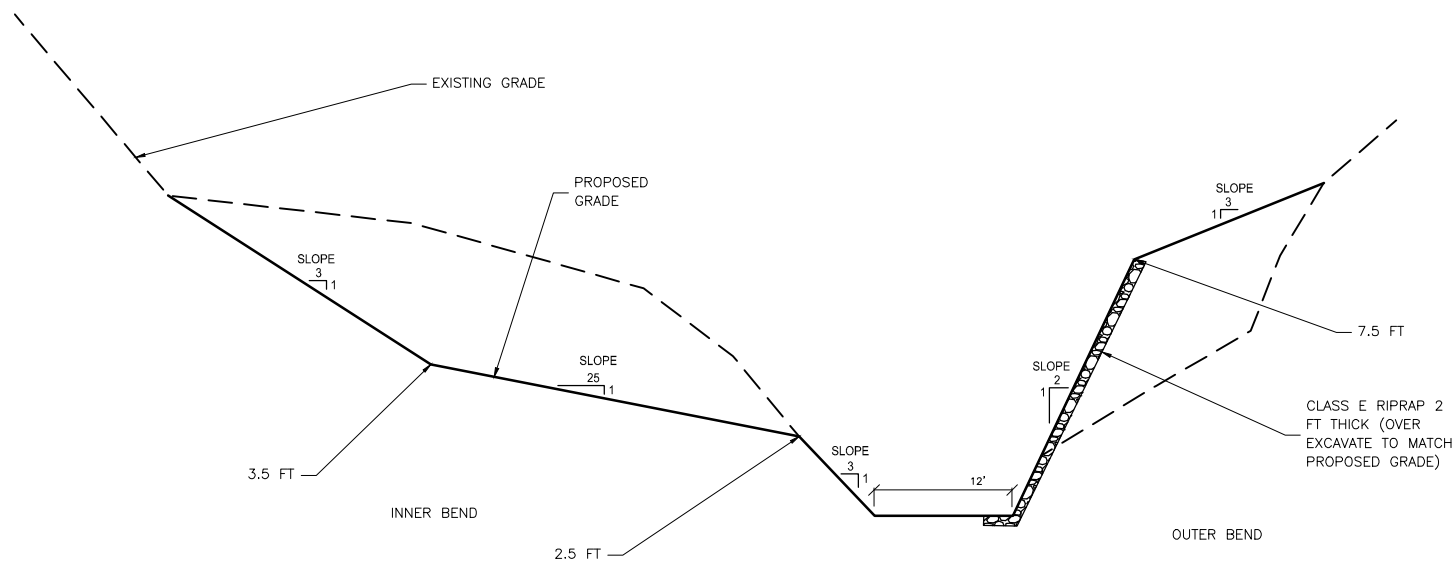 EXISTING GRADE
PROPOSED
GRADE
SLOPE
3
1
SLOPE
3
1
SLOPE
25
1
7.5 FT
SLOPE
2
1
CLASS E RIPRAP 2
FT THICK (OVER
EXCAVATE TO MATCH
PROPOSED GRADE)
3.5 FT
SLOPE
3
1
12'
INNER BEND
OUTER BEND
2.5 FT